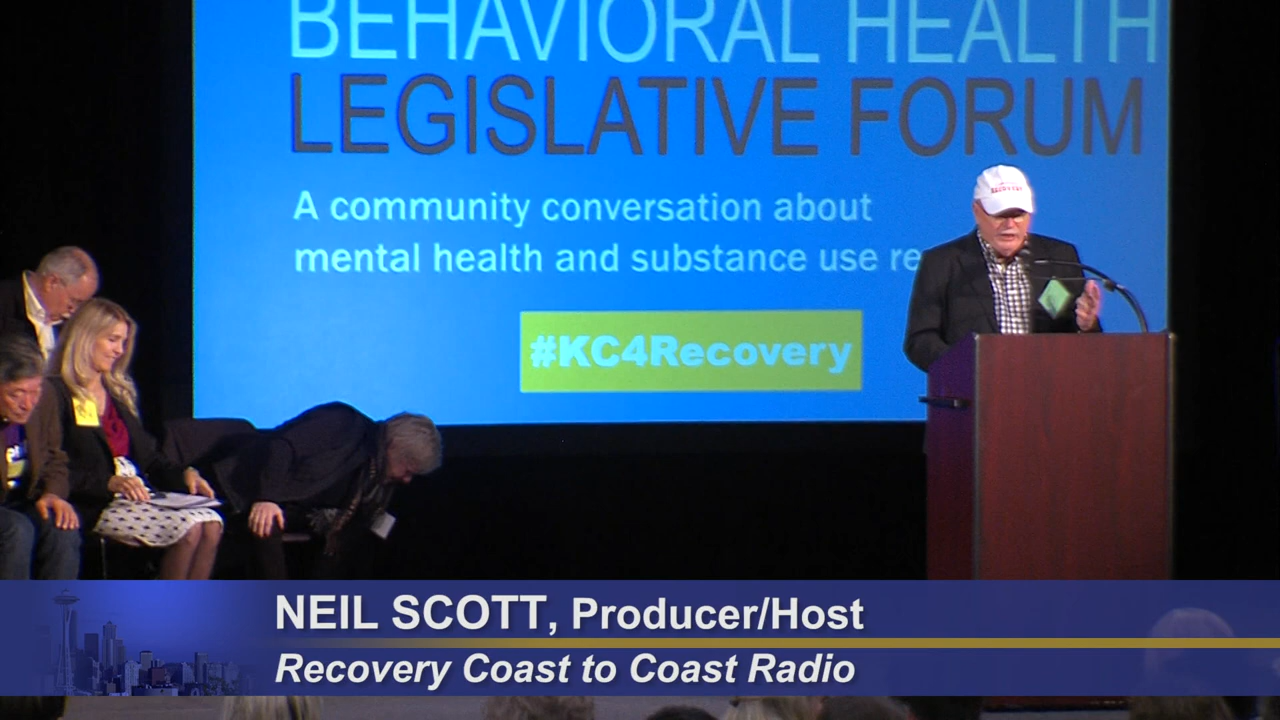 BEHAVIORAL HEALTH
LEGISLATIVE FORUM
A community conversation about
mental health and substance use re
#KC4Recovery
NEIL SCOTT, Producer/Host
Recovery Coast to Coast Radio